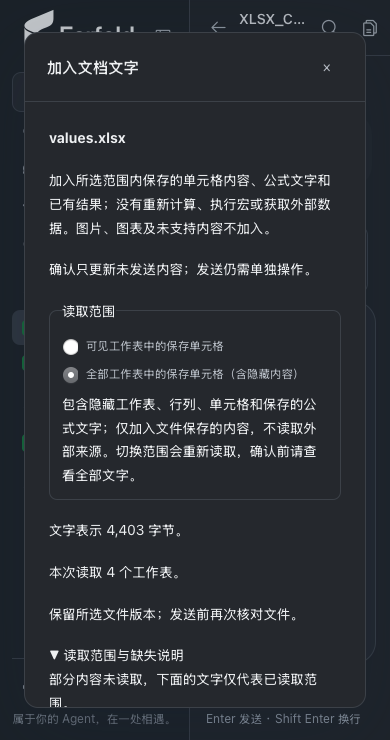 XLSX_C...
加入文档文字
values.xlsx
加入所选范围内保存的单元格内容、公式文字和
已有结果；没有重新计算、执行宏或获取外部数
据。图片、图表及未支持内容不加入。
确认只更新未发送内容；发送仍需单独操作。
读取范围
可见工作表中的保存单元格
全部工作表中的保存单元格（含隐藏内容）
包含隐藏工作表、行列、单元格和保存的公
式文字；仅加入文件保存的内容，不读取外
部来源。切换范围会重新读取，确认前请查
看全部文字。
文字表示 4,403 字节。
本次读取 4 个工作表。
保留所选文件版本；发送前再次核对文件。
▼ 读取范围与缺失说明
部分内容未读取，下面的文字仅代表已读取范
围。
属于你的 Agent，在一处相遇。
Enter 发送 · Shift Enter 换行